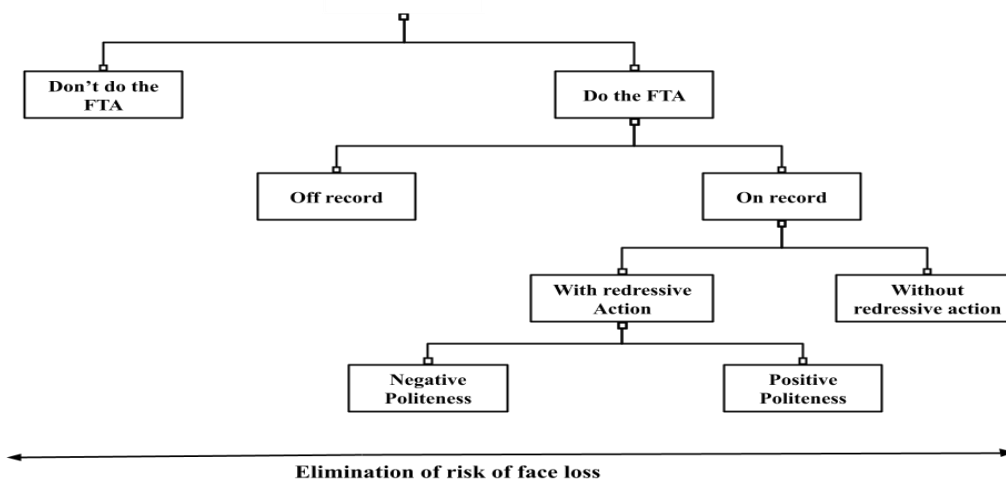 Don't do the
FTA
Do the FTA
Off record
On record
With redressive
Action
Without
redressive action
Negative
Politeness
Positive
Politeness
Elimination of risk of face loss